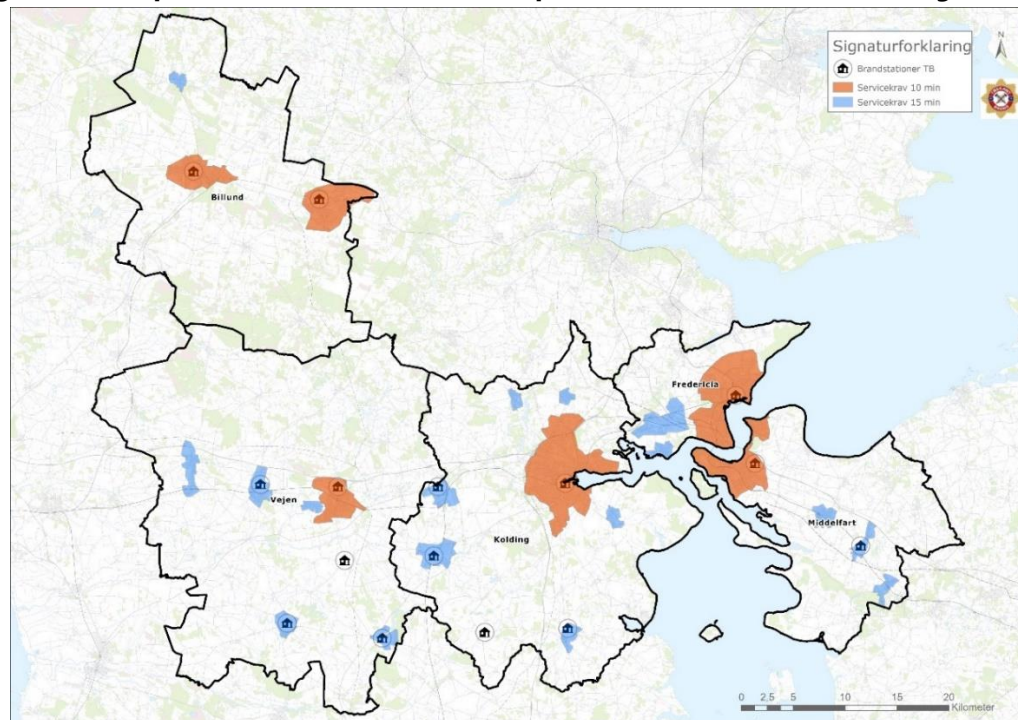 Signaturforklaring
Brandstationer TB
Servicekrav 10 min
Servicekrav 15 min
N
Billund
Fredericia
Vejen
Kolding
Middelfart
0 2,5 5 10 15 20
Kilometer